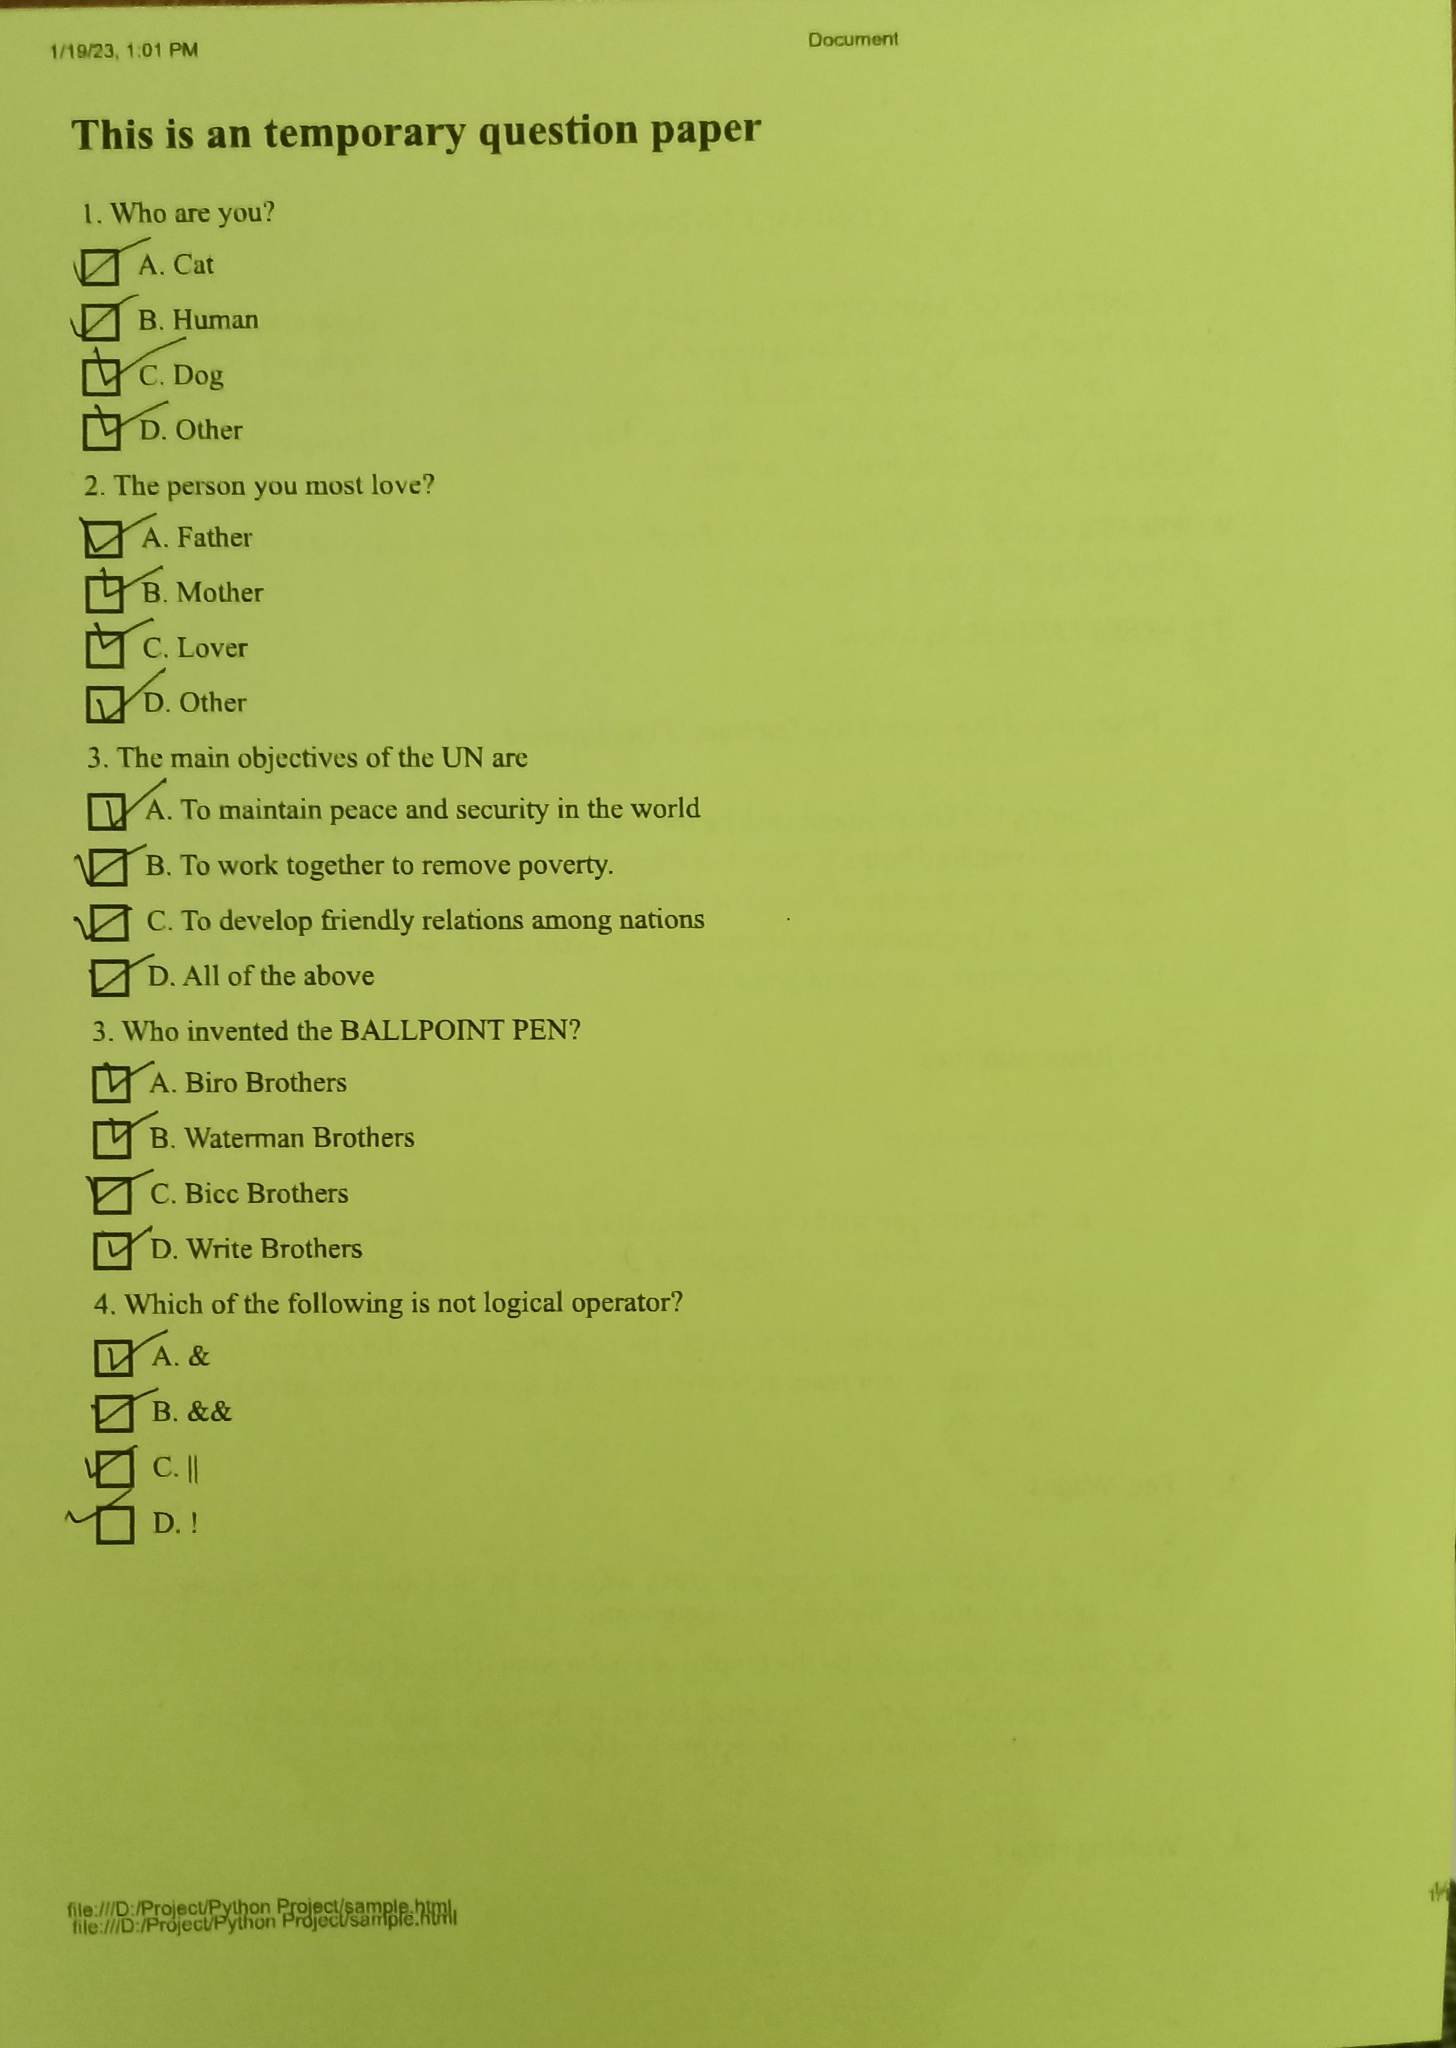 1/19/23, 1:01 PM
Document
This is an temporary question paper
1. Who are you?
A. Cat
B. Human
C. Dog
D. Other
2. The person you most love?
A. Father
B. Mother
C. Lover
D. Other
3. The main objectives of the UN are
A. To maintain peace and security in the world
B. To work together to remove poverty.
C. To develop friendly relations among nations
D. All of the above
3. Who invented the BALLPOINT PEN?
A. Biro Brothers
B. Waterman Brothers
C. Bicc Brothers
D. Write Brothers
4. Which of the following is not logical operator?
A. &
B. &&
C. ||
D. !
file:///D:/Project/Python Project/sample.html
file:///D:/Project/Python Project/sample.html